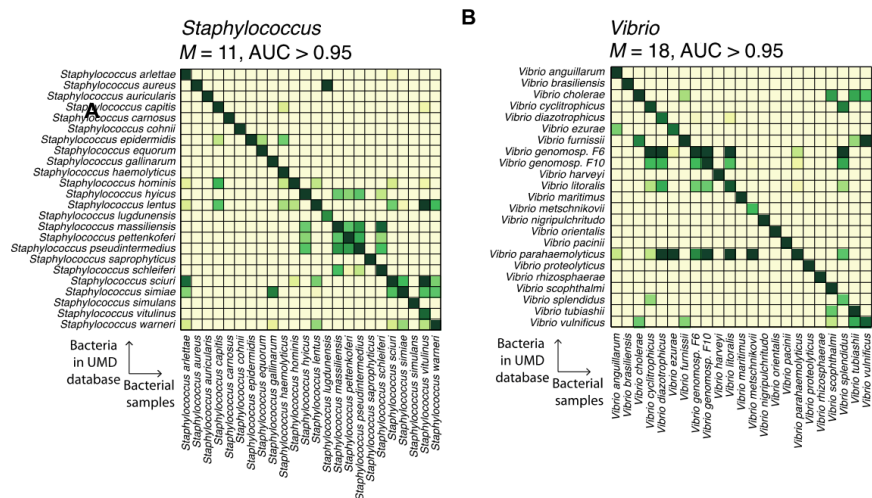 A
Staphylococcus
M = 11, AUC > 0.95
Staphylococcus arlettae
Staphylococcus aureus
Staphylococcus auricularis
Staphylococcus capitis
Staphylococcus carnosus
Staphylococcus cohnii
Staphylococcus epidermidis
Staphylococcus equorum
Staphylococcus gallinarum
Staphylococcus haemolyticus
Staphylococcus hominis
Staphylococcus hyicus
Staphylococcus lentus
Staphylococcus lugdunensis
Staphylococcus massiliensis
Staphylococcus pettenkoferi
Staphylococcus pseudintermedius
Staphylococcus saprophyticus
Staphylococcus schleiferi
Staphylococcus sciuri
Staphylococcus simiae
Staphylococcus simulans
Staphylococcus vitulinus
Staphylococcus warneri
Bacteria
in UMD
database
Bacterial
samples
Staphylococcus arlettae
Staphylococcus aureus
Staphylococcus auricularis
Staphylococcus capitis
Staphylococcus carnosus
Staphylococcus cohnii
Staphylococcus epidermidis
Staphylococcus equorum
Staphylococcus gallinarum
Staphylococcus haemolyticus
Staphylococcus hominis
Staphylococcus hyicus
Staphylococcus lentus
Staphylococcus lugdunensis
Staphylococcus massiliensis
Staphylococcus pettenkoferi
Staphylococcus pseudintermedius
Staphylococcus saprophyticus
Staphylococcus schleiferi
Staphylococcus sciuri
Staphylococcus simiae
Staphylococcus simulans
Staphylococcus vitulinus
Staphylococcus warneri
B
Vibrio
M = 18, AUC > 0.95
Vibrio anguillarum
Vibrio brasiliensis
Vibrio cholerae
Vibrio cyclitrophicus
Vibrio diazotrophicus
Vibrio ezurae
Vibrio furnissii
Vibrio genomosp. F6
Vibrio genomosp. F10
Vibrio harveyi
Vibrio litoralis
Vibrio maritimus
Vibrio metschnikovii
Vibrio nigripulchritudo
Vibrio orientalis
Vibrio pacinii
Vibrio parahaemolyticus
Vibrio proteolyticus
Vibrio rhizosphaerae
Vibrio scophthalmi
Vibrio splendidus
Vibrio tubiashii
Vibrio vulnificus
Bacteria
in UMD
database
Bacterial
samples
Vibrio anguillarum
Vibrio brasiliensis
Vibrio cholerae
Vibrio cyclitrophicus
Vibrio diazotrophicus
Vibrio ezurae
Vibrio furnissii
Vibrio genomosp. F6
Vibrio genomosp. F10
Vibrio harveyi
Vibrio litoralis
Vibrio maritimus
Vibrio metschnikovii
Vibrio nigripulchritudo
Vibrio orientalis
Vibrio pacinii
Vibrio parahaemolyticus
Vibrio proteolyticus
Vibrio rhizosphaerae
Vibrio scophthalmi
Vibrio splendidus
Vibrio tubiashii
Vibrio vulnificus